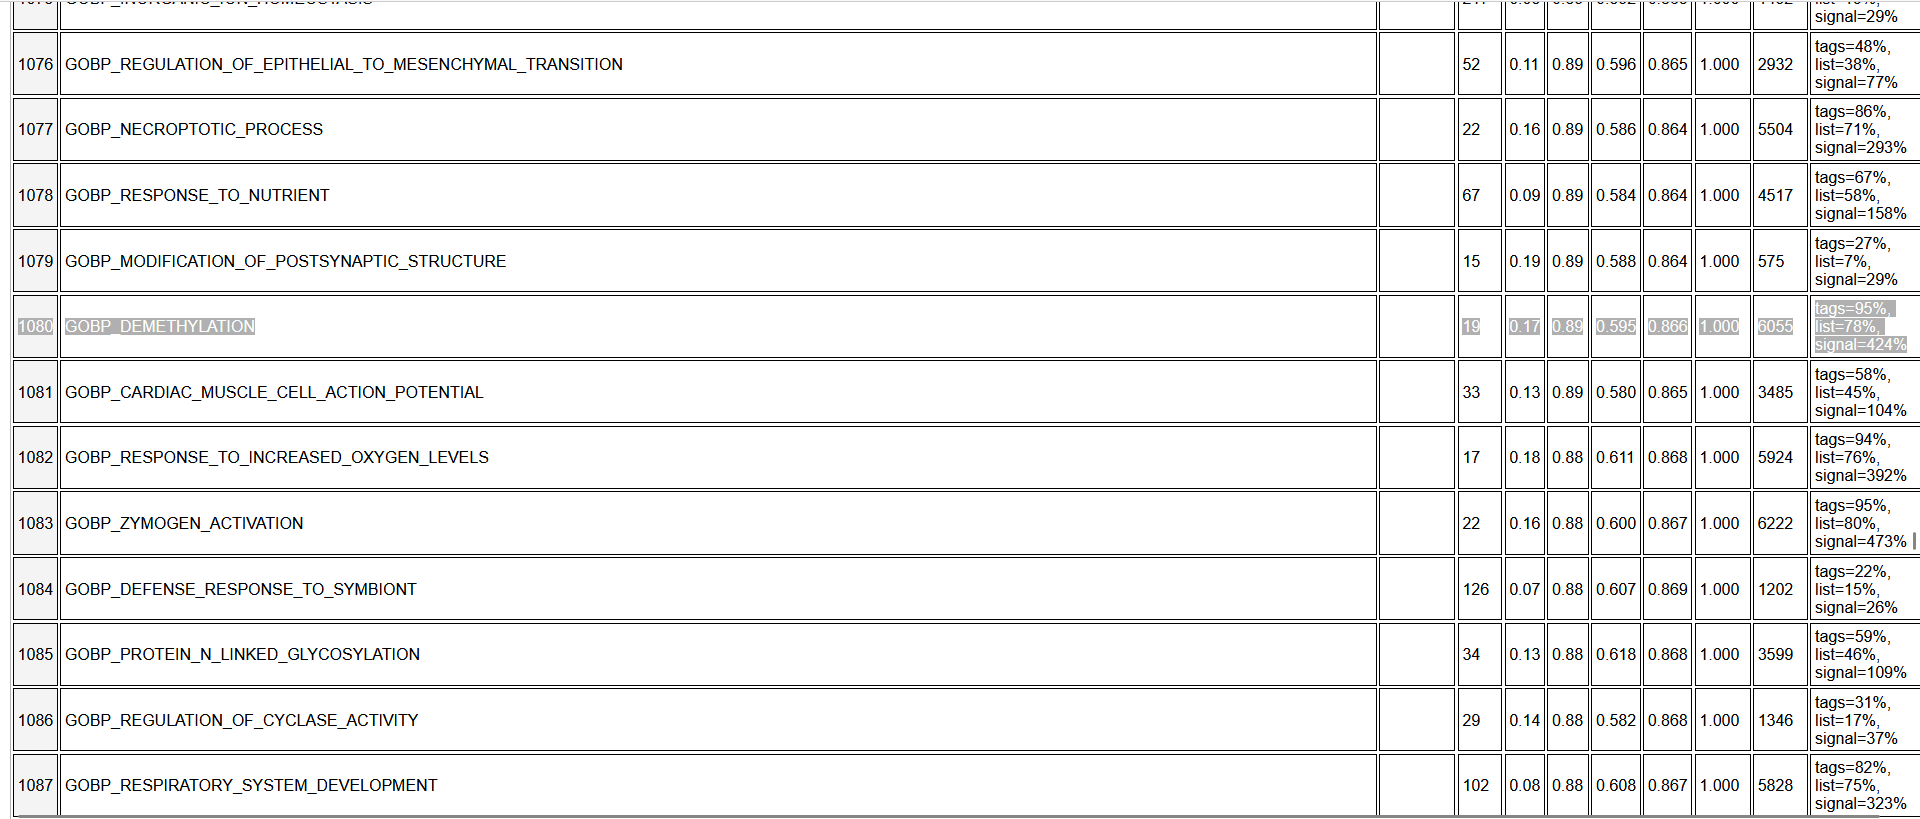 signal=29%
1076 GOBP_REGULATION_OF_EPITHELIAL_TO_MESENCHYMAL_TRANSITION 52 0.11 0.89 0.596 0.865 1.000 2932 tags=48%,
list=38%,
signal=77%
1077 GOBP_NECROPTOTIC_PROCESS 22 0.16 0.89 0.586 0.864 1.000 5504 tags=86%,
list=71%,
signal=293%
1078 GOBP_RESPONSE_TO_NUTRIENT 67 0.09 0.89 0.584 0.864 1.000 4517 tags=67%,
list=58%,
signal=158%
1079 GOBP_MODIFICATION_OF_POSTSYNAPTIC_STRUCTURE 15 0.19 0.89 0.588 0.864 1.000 575 tags=27%,
list=7%,
signal=29%
1080 GOBP_DEMETHYLATION 19 0.17 0.89 0.595 0.866 1.000 6055 tags=95%,
list=78%,
signal=424%
1081 GOBP_CARDIAC_MUSCLE_CELL_ACTION_POTENTIAL 33 0.13 0.89 0.580 0.865 1.000 3485 tags=58%,
list=45%,
signal=104%
1082 GOBP_RESPONSE_TO_INCREASED_OXYGEN_LEVELS 17 0.18 0.88 0.611 0.868 1.000 5924 tags=94%,
list=76%,
signal=392%
1083 GOBP_ZYMOGEN_ACTIVATION 22 0.16 0.88 0.600 0.867 1.000 6222 tags=95%,
list=80%,
signal=473%
1084 GOBP_DEFENSE_RESPONSE_TO_SYMBIONT 126 0.07 0.88 0.607 0.869 1.000 1202 tags=22%,
list=15%,
signal=26%
1085 GOBP_PROTEIN_N_LINKED_GLYCOSYLATION 34 0.13 0.88 0.618 0.868 1.000 3599 tags=59%,
list=46%,
signal=109%
1086 GOBP_REGULATION_OF_CYCLASE_ACTIVITY 29 0.14 0.88 0.582 0.868 1.000 1346 tags=31%,
list=17%,
signal=37%
1087 GOBP_RESPIRATORY_SYSTEM_DEVELOPMENT 102 0.08 0.88 0.608 0.867 1.000 5828 tags=82%,
list=75%,
signal=323%